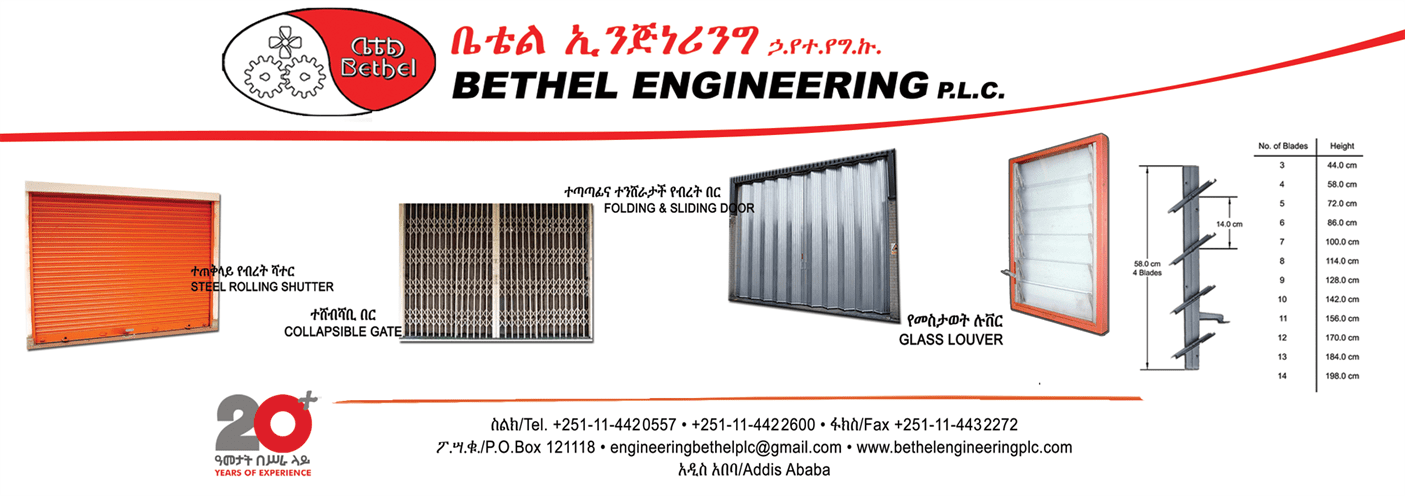 ቤቴል
Bethel
ቤቴል ኢንጅነሪንግ ኃ.የተ.የግ.ኩ.
BETHEL ENGINEERING P.L.C.
ተጠቅላይ የብረት ሻተር
STEEL ROLLING SHUTTER
ተሸብሻቢ በር
COLLAPSIBLE GATE
ተጣጣፊና ተንሸራታች የብረት በር
FOLDING & SLIDING DOOR
የመስታወት ሉቨር
GLASS LOUVER
58.0 cm
4 Blades
14.0 cm
No. of Blades Height
3 44.0 cm
4 58.0 cm
5 72.0 cm
6 86.0 cm
7 100.0 cm
8 114.0 cm
9 128.0 cm
10 142.0 cm
11 156.0 cm
12 170.0 cm
13 184.0 cm
14 198.0 cm
20+
ዓመታት በሥራ ላይ
YEARS OF EXPERIENCE
ስልክ/Tel. +251-11-4420557 • +251-11-4422600 • ፋክስ/Fax +251-11-4432272
ፖ.ሣ.ቁ./P.O.Box 121118 • engineeringbethelplc@gmail.com • www.bethelengineeringplc.com
አዲስ አበባ/Addis Ababa